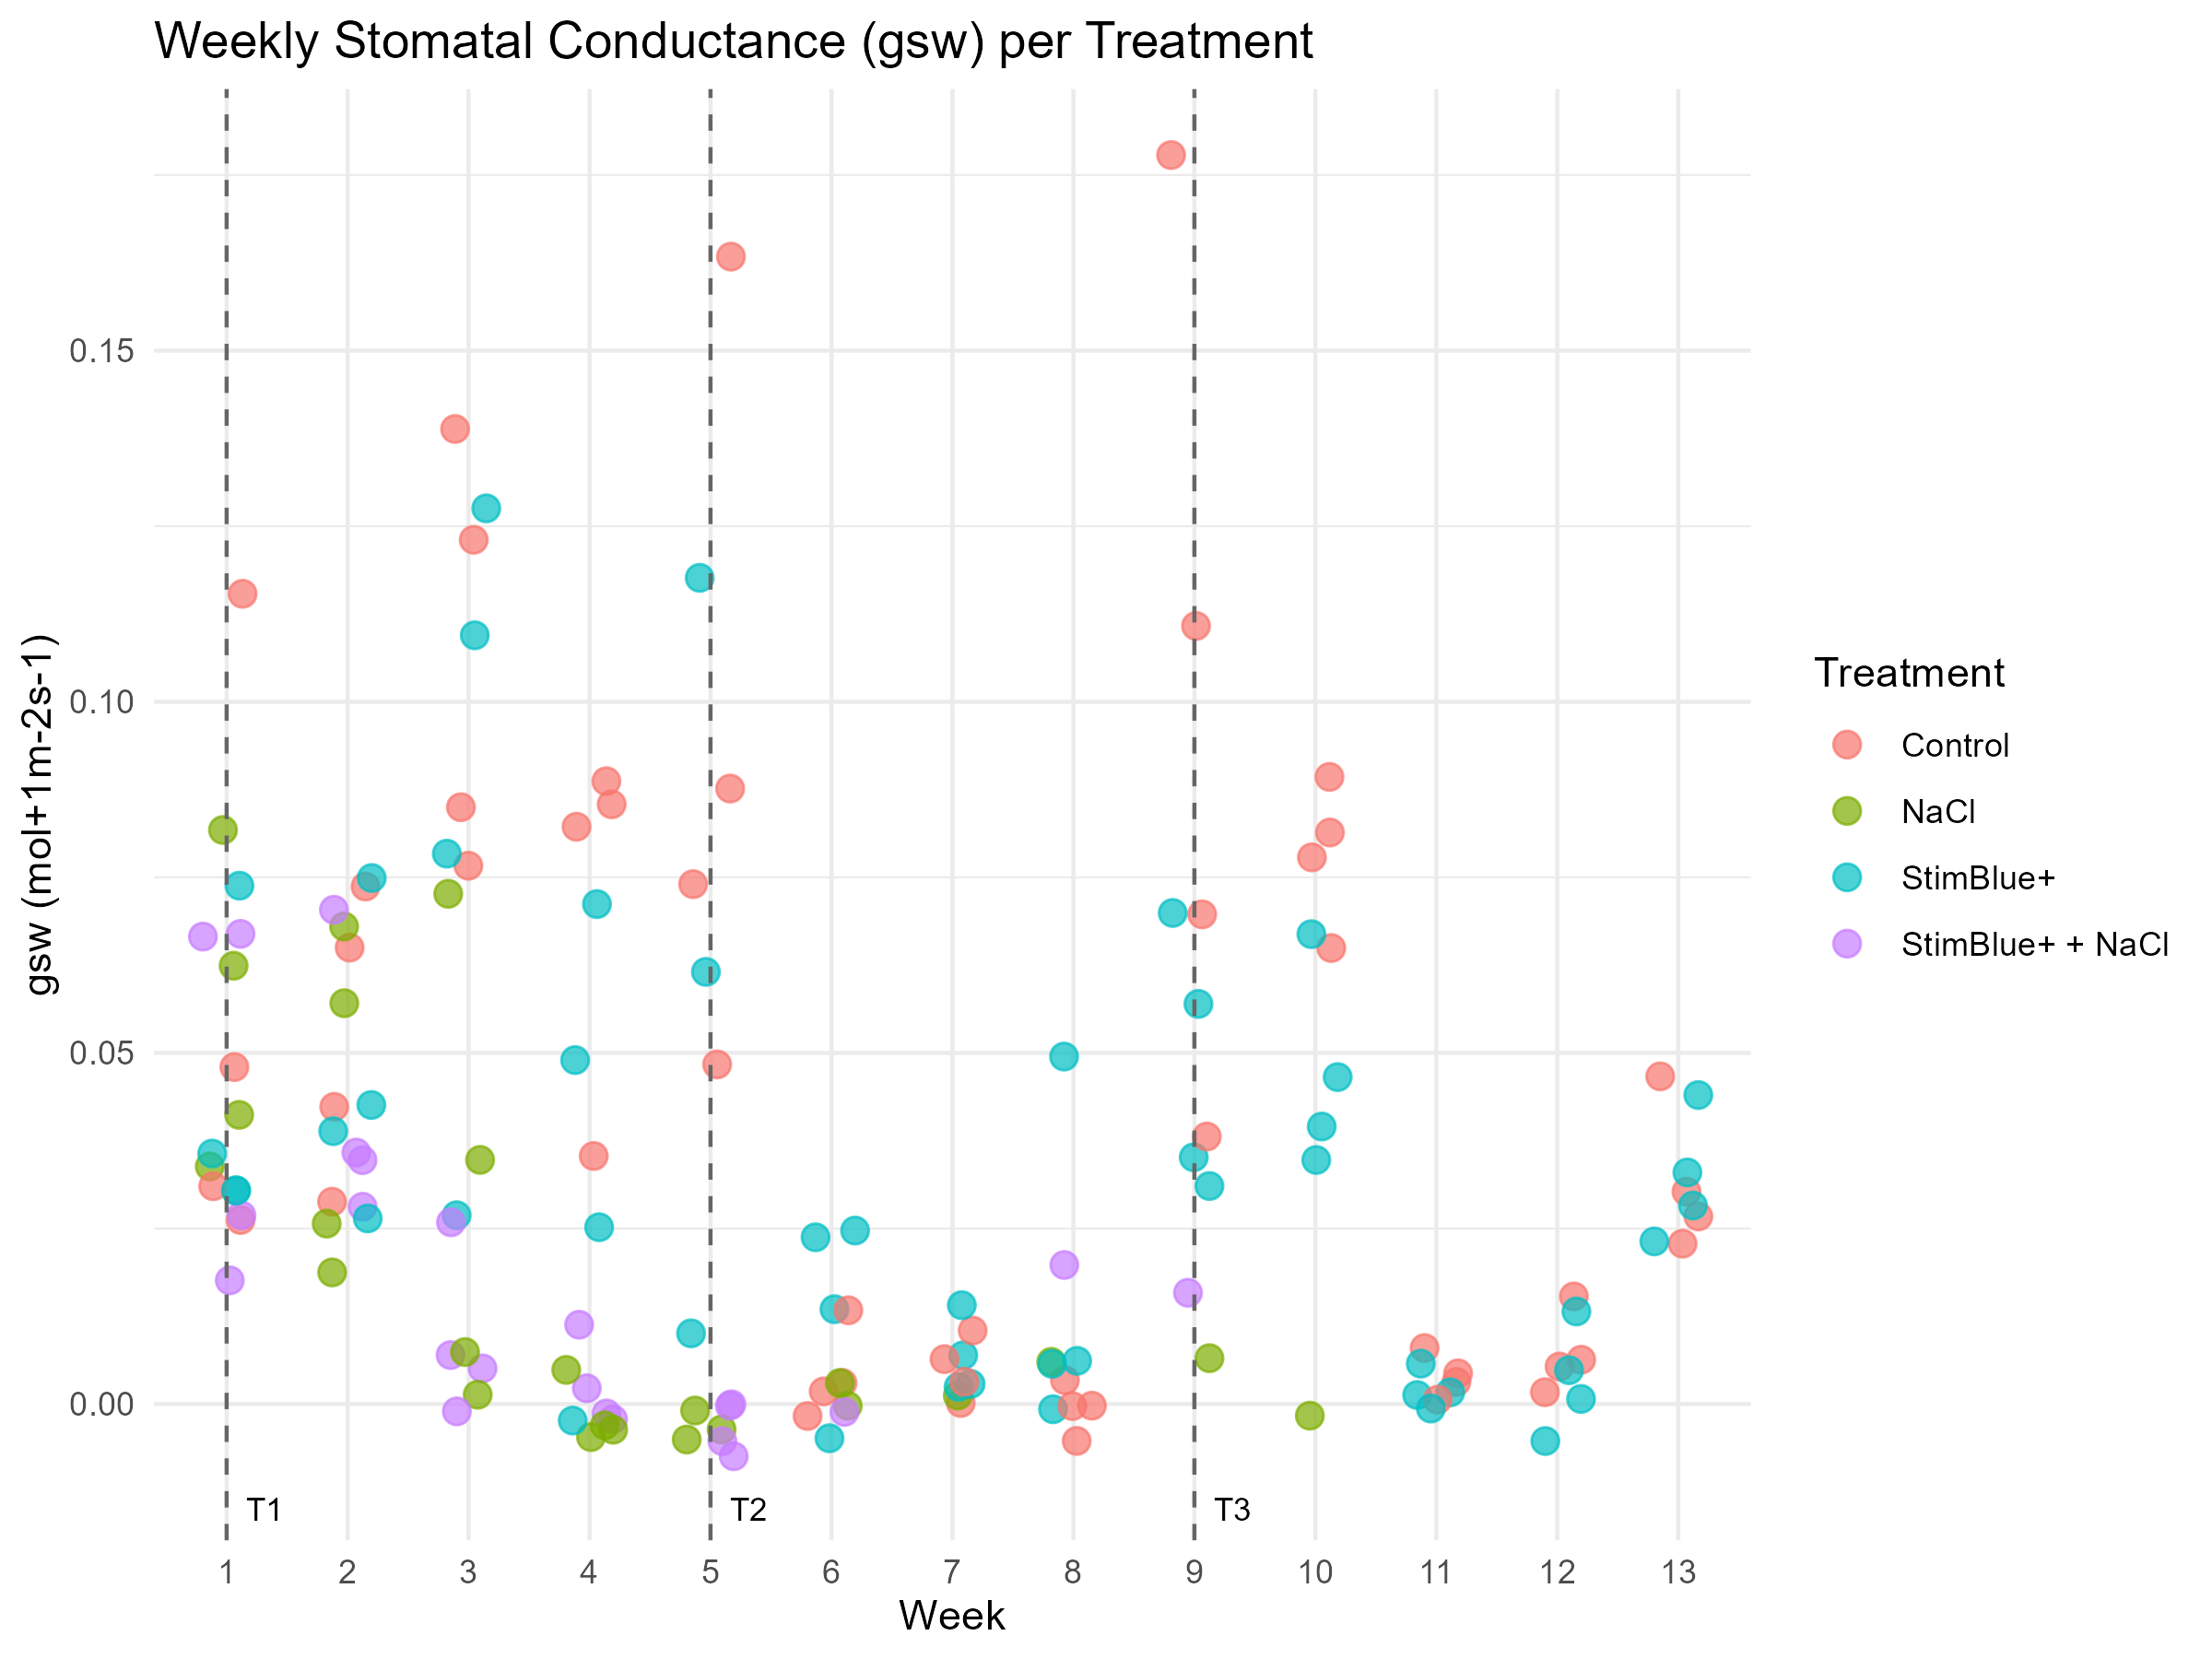 Weekly Stomatal Conductance (gsw) per Treatment
gsw (mol+1m-2s-1)
0.15
0.10
0.05
0.00
T1
T2
T3
1 2 3 4 5 6 7 8 9 10 11 12 13
Week
Treatment
Control
NaCl
StimBlue+
StimBlue+ + NaCl